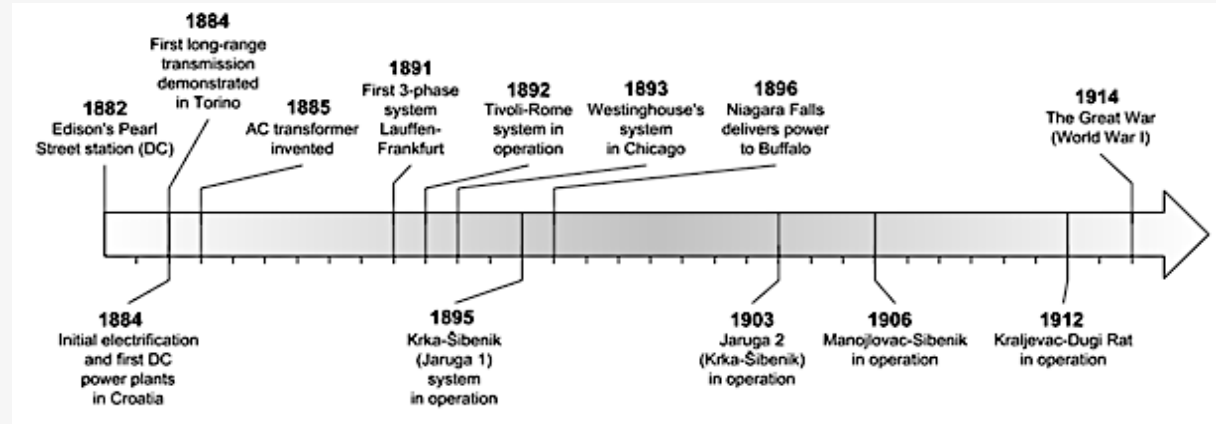 1884
First long-range
transmission
demonstrated
in Torino
1882
Edison's Pearl
Street station (DC)
1885
AC transformer
invented
1891
First 3-phase
system
Lauffen-
Frankfurt
1892
Tivoli-Rome
system in
operation
1893
Westinghouse's
system
in Chicago
1896
Niagara Falls
delivers power
to Buffalo
1914
The Great War
(World War I)
1884
Initial electrification
and first DC
power plants
in Croatia
1895
Krka-Šibenik
(Jaruga 1)
system
in operation
1903
Jaruga 2
(Krka-Šibenik)
in operation
1906
Manojlovac-Sibenik
in operation
1912
Kraljevac-Dugi Rat
in operation